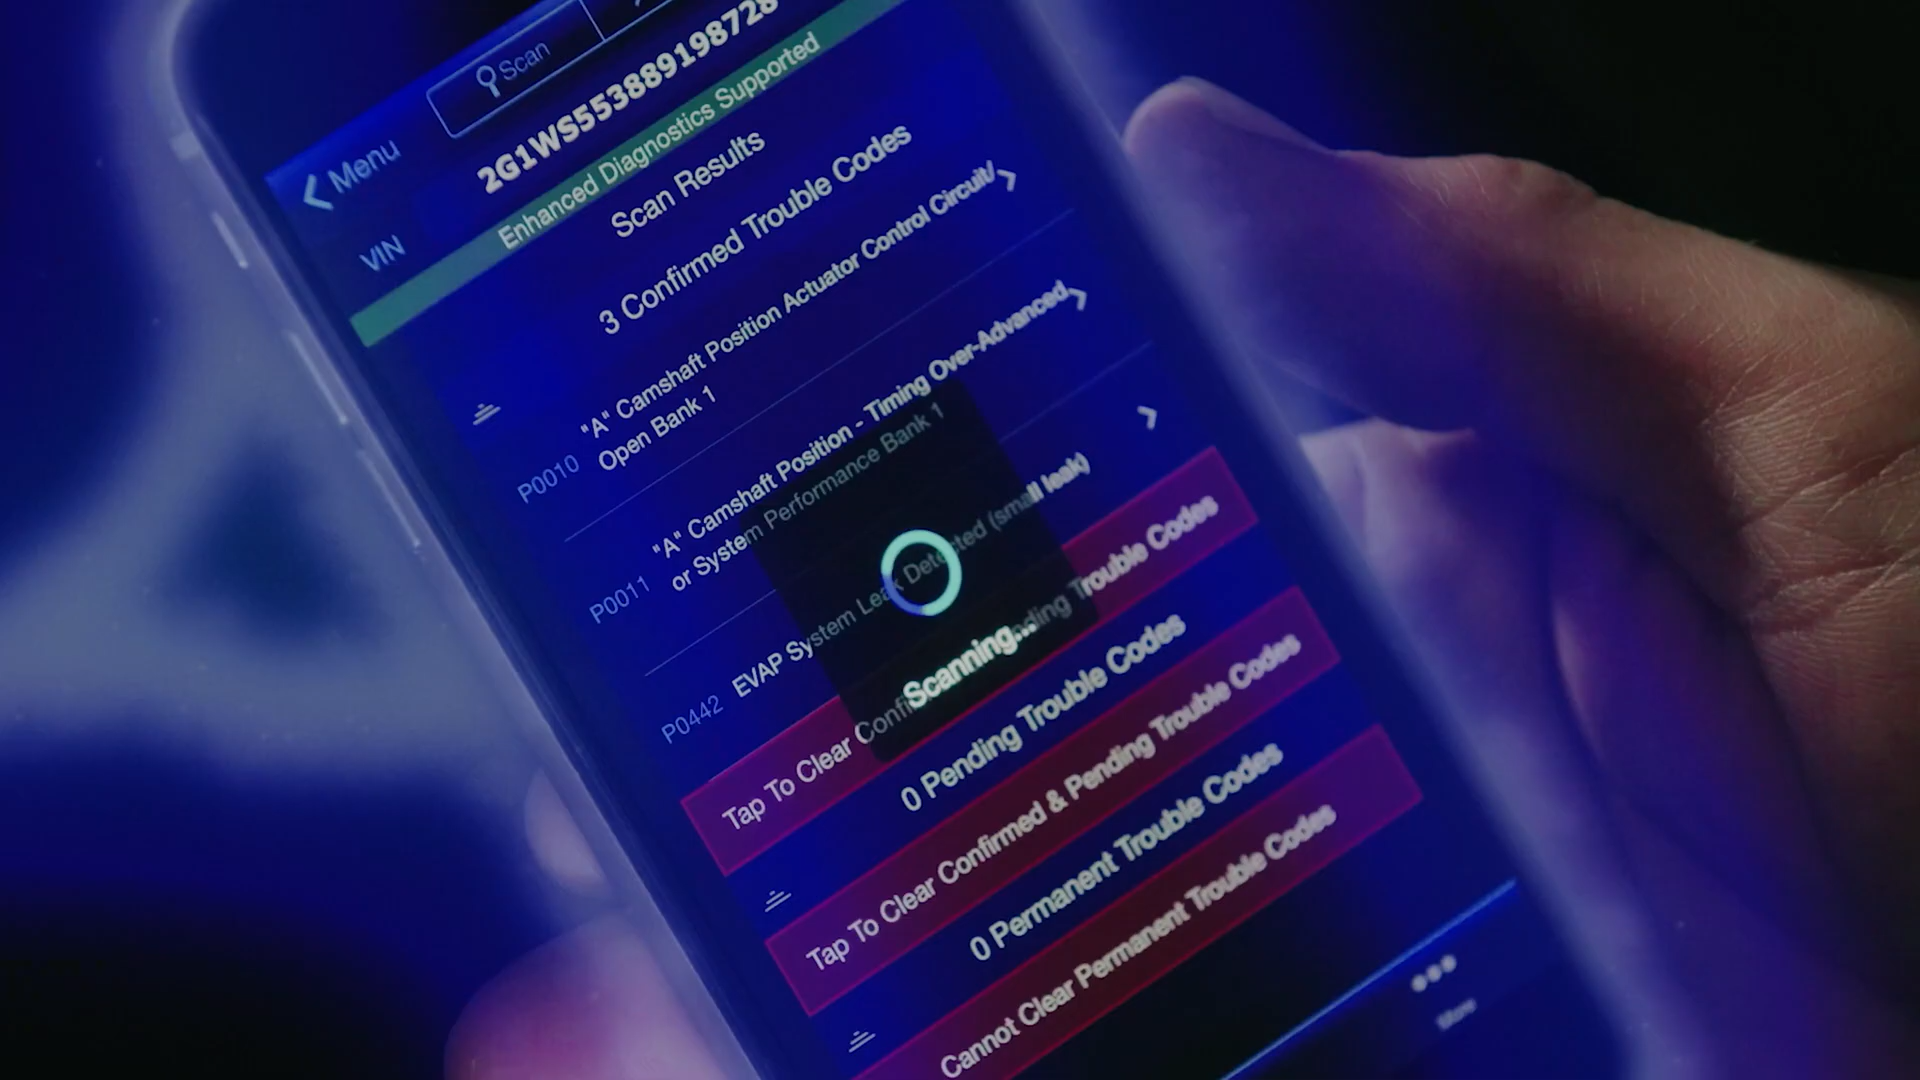 Scan
Menu
VIN
2G1WS553889198728
Enhanced Diagnostics Supported
Scan Results
3 Confirmed Trouble Codes
P0010
"A" Camshaft Position Actuator Control Circuit/
Open Bank 1
P0011
"A" Camshaft Position - Timing Over-Advanced
or System Performance Bank 1
P0442
EVAP System Leak Detected (small leak)
Scanning...
Tap To Clear Confirmed & Pending Trouble Codes
0 Pending Trouble Codes
Tap To Clear Confirmed & Pending Trouble Codes
0 Permanent Trouble Codes
Cannot Clear Permanent Trouble Codes
More